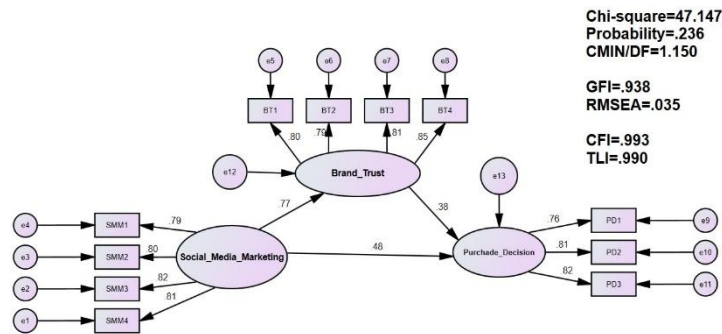 Chi-square=47.147
Probability=.236
CMIN/DF=1.150
GFI=.938
RMSEA=.035
CFI=.993
TLI=.990
e5 e6 e7 e8
BT1 BT2 BT3 BT4
.80 .79 .81 .85
e12 Brand_Trust
e13
.77 .38
e4 SMM1 .79
.76 PD1 e9
e3 SMM2 .80 Social_Media_Marketing 48 Purchade_Decision .81 PD2 e10
e2 SMM3 .82
.82 PD3 e11
e1 SMM4 .81